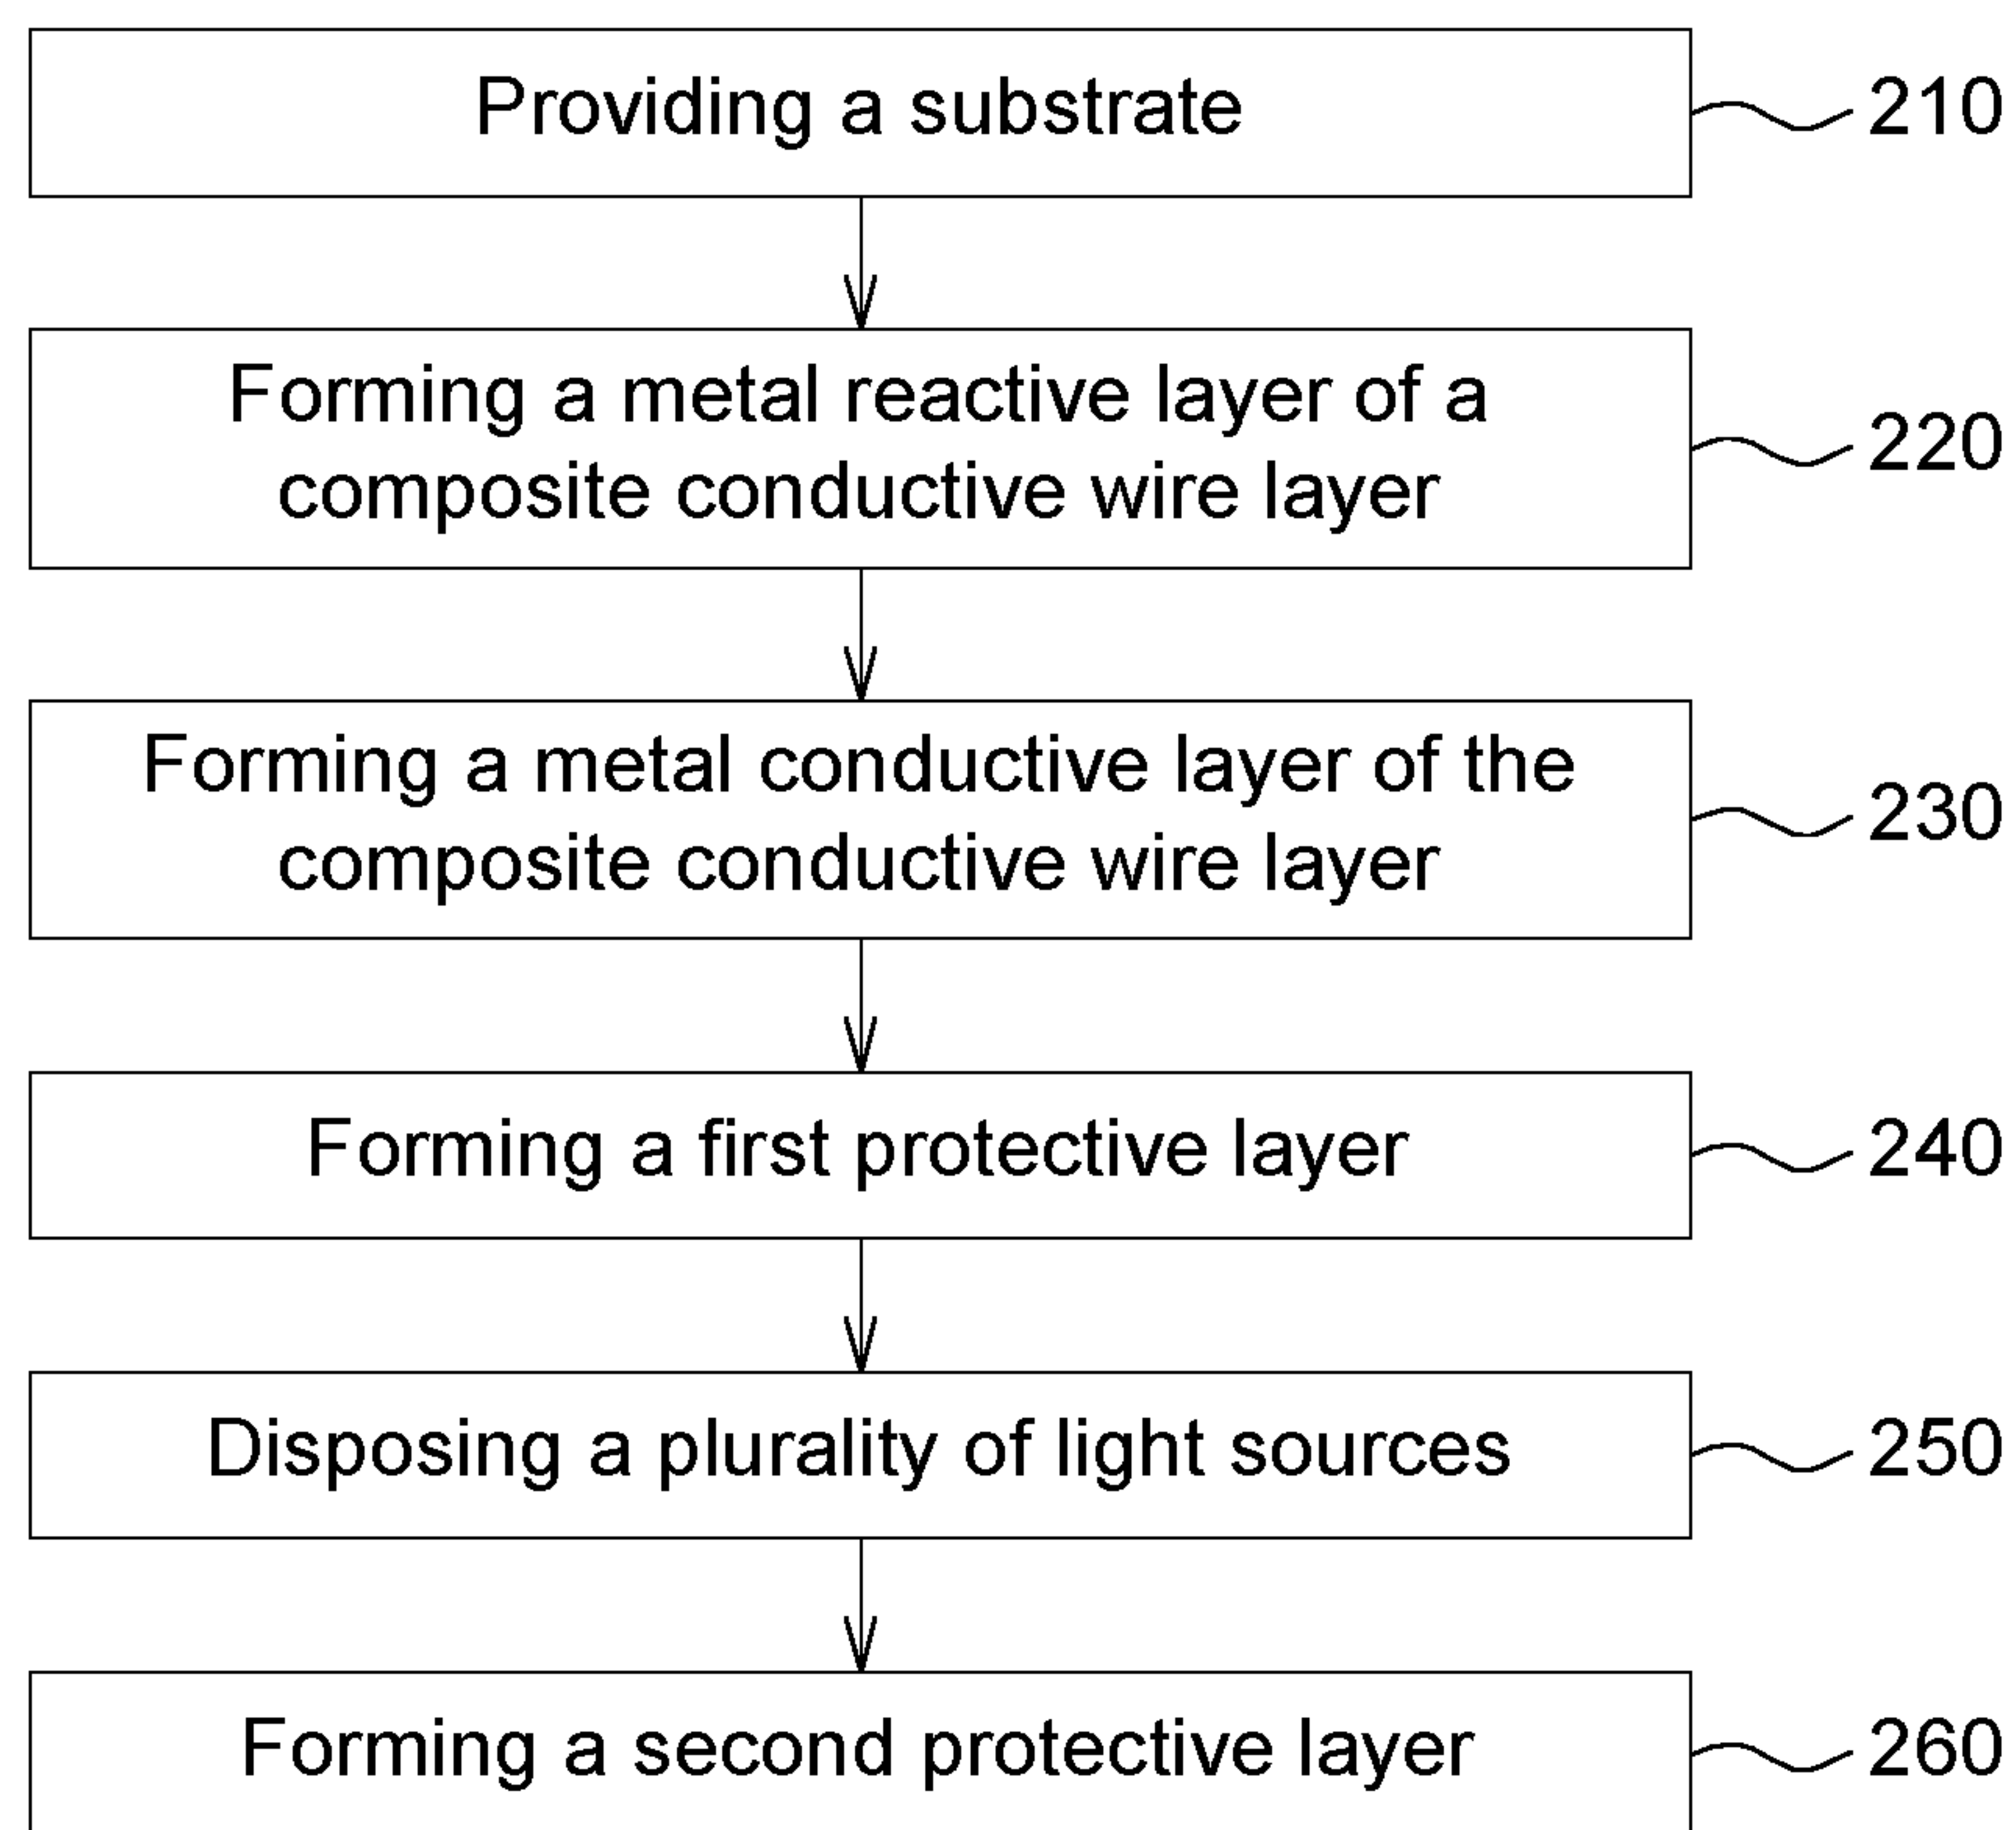 Providing a substrate
210
Forming a metal reactive layer of a
composite conductive wire layer
220
Forming a metal conductive layer of the
composite conductive wire layer
230
Forming a first protective layer
240
Disposing a plurality of light sources
250
Forming a second protective layer
260